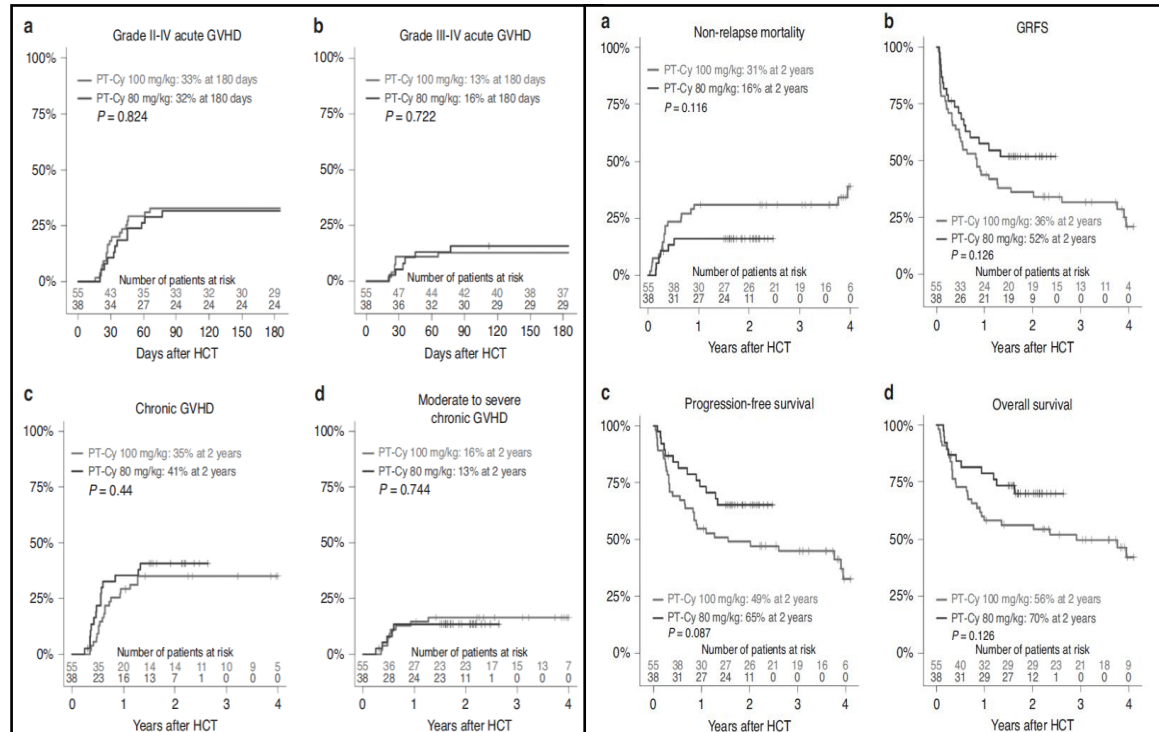 a
Grade II-IV acute GVHD
100%
75%
50%
25%
0%
PT-Cy 100 mg/kg: 33% at 180 days
PT-Cy 80 mg/kg: 32% at 180 days
P = 0.824
Number of patients at risk
55 43 35 33 32 30 29
38 34 27 24 24 24 24
0 30 60 90 120 150 180
Days after HCT
b
Grade III-IV acute GVHD
100%
75%
50%
25%
0%
PT-Cy 100 mg/kg: 13% at 180 days
PT-Cy 80 mg/kg: 16% at 180 days
P = 0.722
Number of patients at risk
55 47 44 42 40 38 37
38 36 32 30 29 29 29
0 30 60 90 120 150 180
Days after HCT
c
Chronic GVHD
100%
75%
50%
25%
0%
PT-Cy 100 mg/kg: 35% at 2 years
PT-Cy 80 mg/kg: 41% at 2 years
P = 0.44
Number of patients at risk
55 35 20 14 14 11 10 9 5
38 23 16 13 7 1 0 0 0
0 1 2 3 4
Years after HCT
d
Moderate to severe
chronic GVHD
100%
75%
50%
25%
0%
PT-Cy 100 mg/kg: 16% at 2 years
PT-Cy 80 mg/kg: 13% at 2 years
P = 0.744
Number of patients at risk
55 36 27 23 23 17 15 13 7
38 28 24 23 11 1 0 0 0
0 1 2 3 4
Years after HCT
a
Non-relapse mortality
100%
75%
50%
25%
0%
PT-Cy 100 mg/kg: 31% at 2 years
PT-Cy 80 mg/kg: 16% at 2 years
P = 0.116
Number of patients at risk
55 38 30 27 26 21 19 16 6
38 31 27 24 11 0 0 0 0
0 1 2 3 4
Years after HCT
b
GRFS
100%
75%
50%
25%
0%
PT-Cy 100 mg/kg: 36% at 2 years
PT-Cy 80 mg/kg: 52% at 2 years
P = 0.126
Number of patients at risk
55 33 24 20 19 15 13 11 4
38 26 21 19 9 0 0 0 0
0 1 2 3 4
Years after HCT
c
Progression-free survival
100%
75%
50%
25%
0%
PT-Cy 100 mg/kg: 49% at 2 years
PT-Cy 80 mg/kg: 65% at 2 years
P = 0.087
Number of patients at risk
55 38 30 27 26 21 19 16 6
38 31 27 24 11 0 0 0 0
0 1 2 3 4
Years after HCT
d
Overall survival
100%
75%
50%
25%
0%
PT-Cy 100 mg/kg: 56% at 2 years
PT-Cy 80 mg/kg: 70% at 2 years
P = 0.126
Number of patients at risk
55 40 32 29 29 23 21 18 9
38 31 29 27 12 1 0 0 0
0 1 2 3 4
Years after HCT